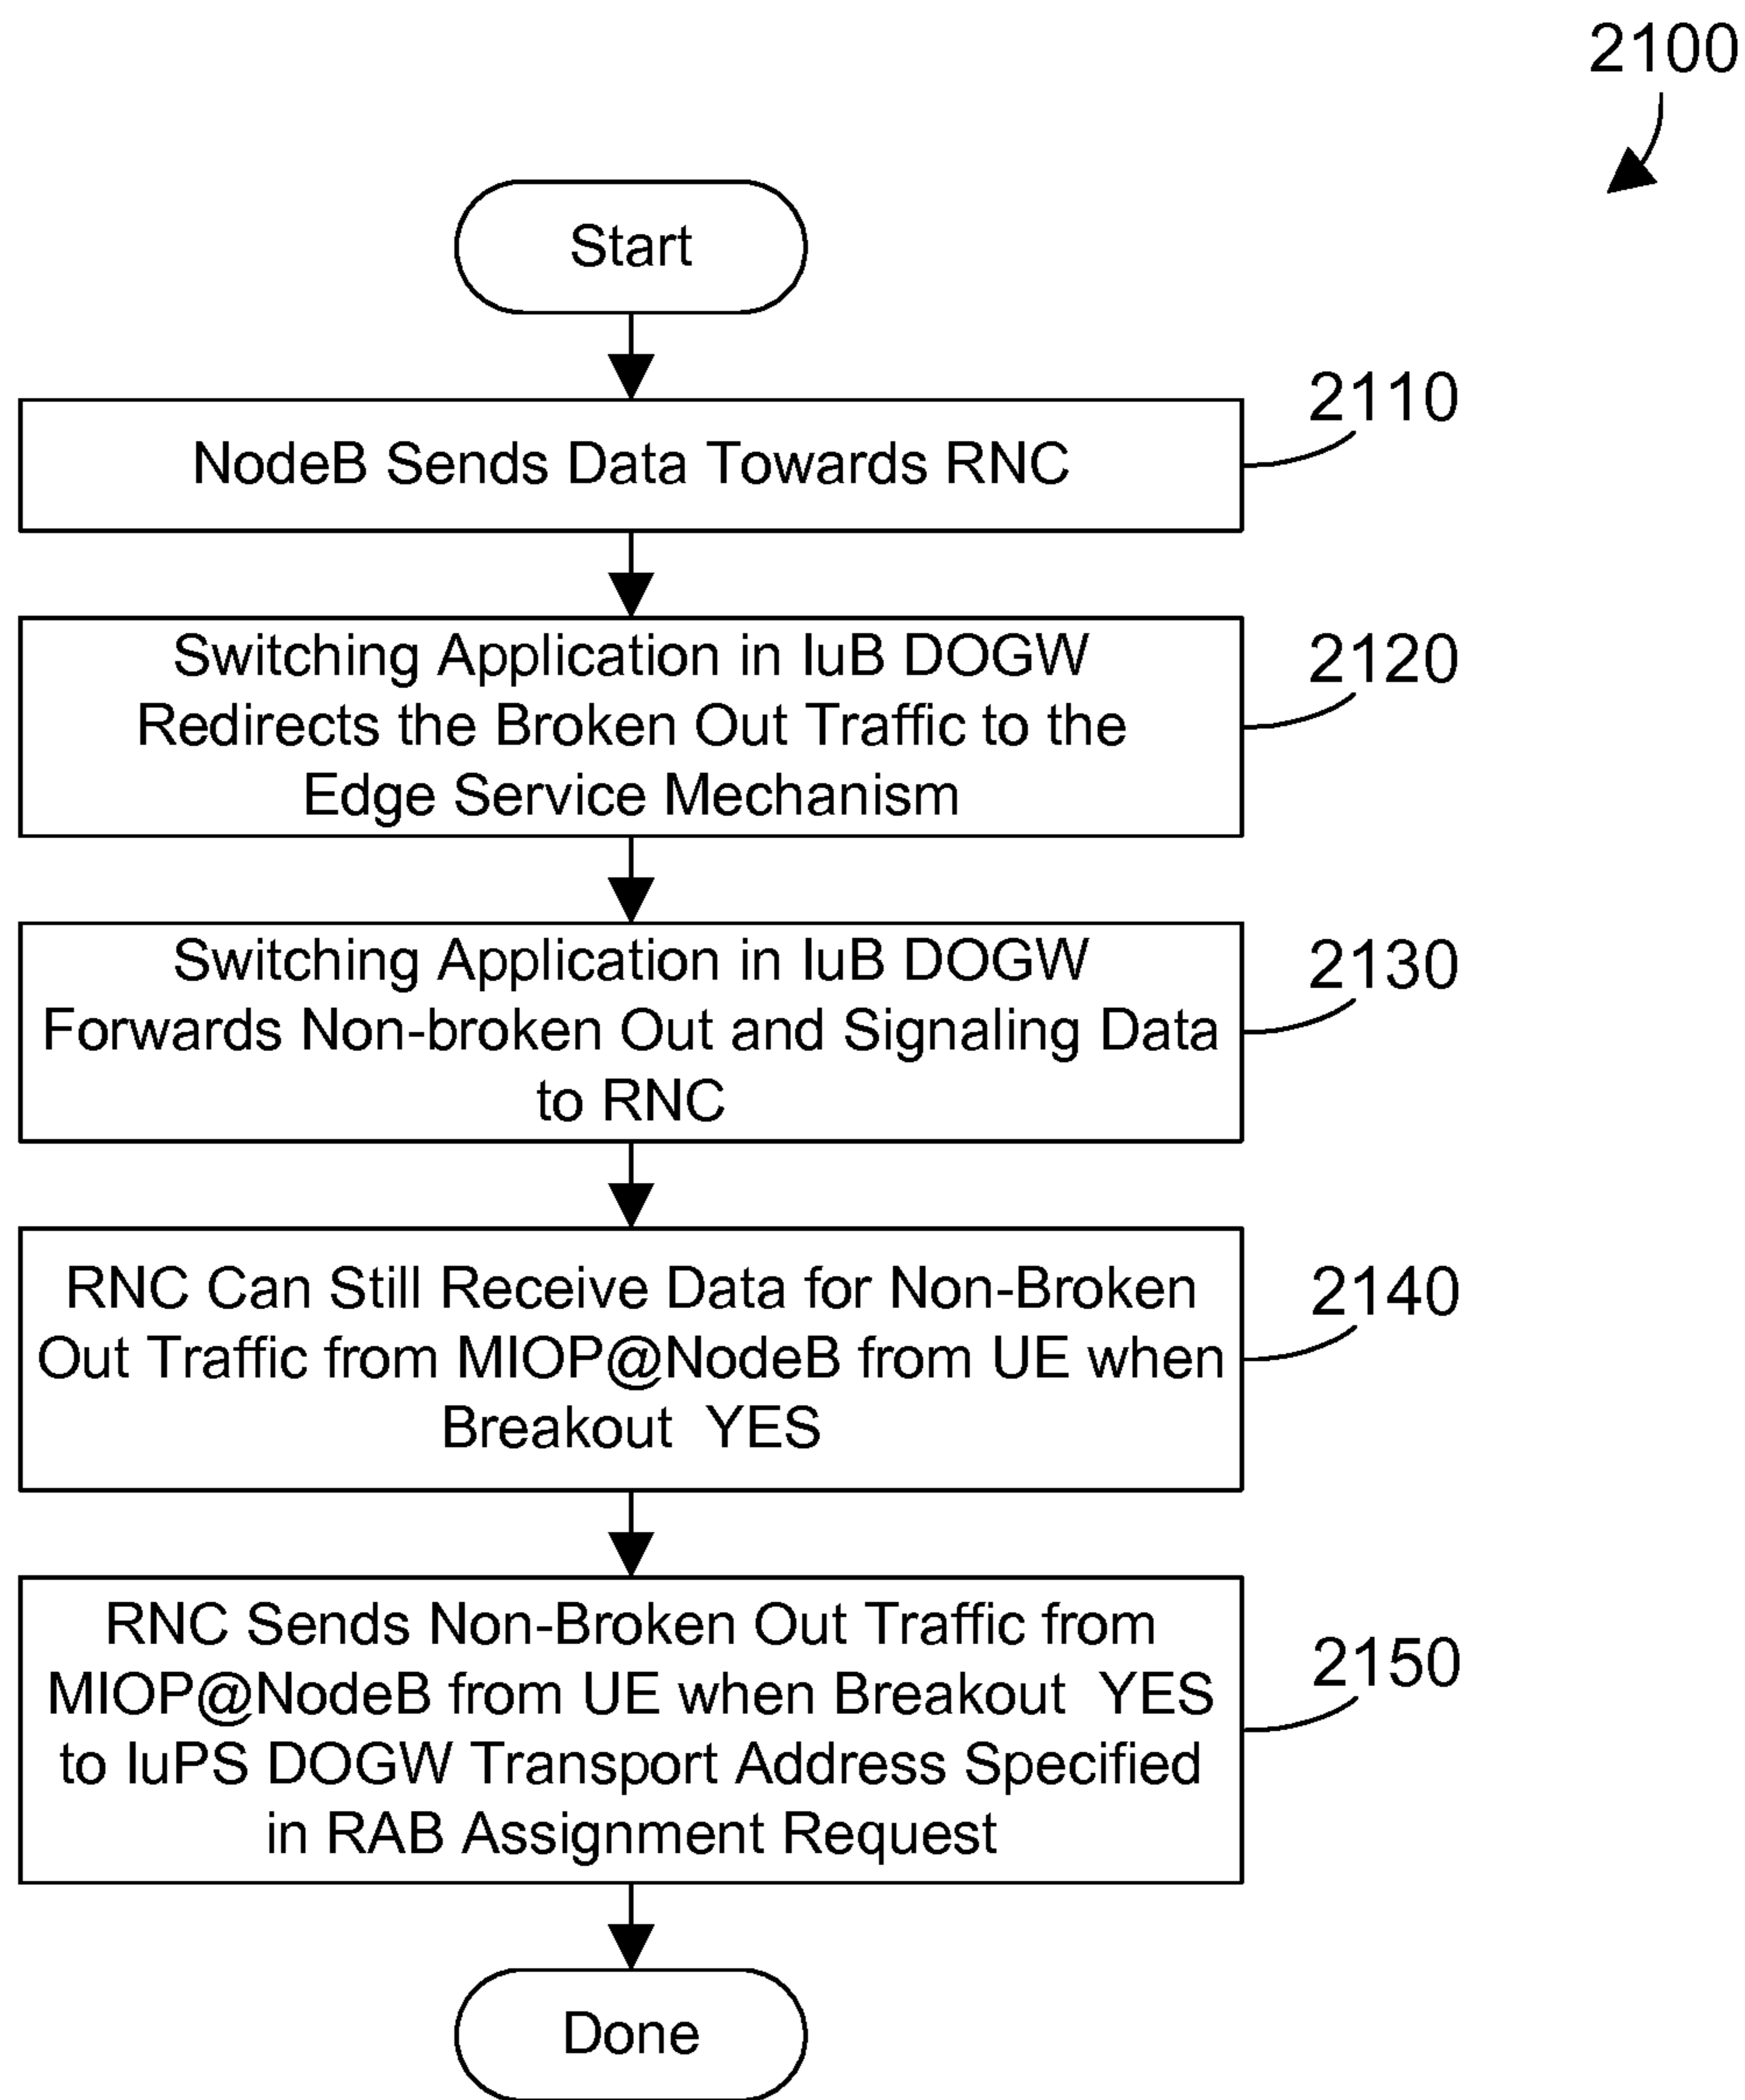 2100
Start
NodeB Sends Data Towards RNC
2110
Switching Application in IuB DOGW
Redirects the Broken Out Traffic to the
Edge Service Mechanism
2120
Switching Application in IuB DOGW
Forwards Non-broken Out and Signaling Data
to RNC
2130
RNC Can Still Receive Data for Non-Broken
Out Traffic from MIOP@NodeB from UE when
Breakout  YES
2140
RNC Sends Non-Broken Out Traffic from
MIOP@NodeB from UE when Breakout  YES
to IuPS DOGW Transport Address Specified
in RAB Assignment Request
2150
Done